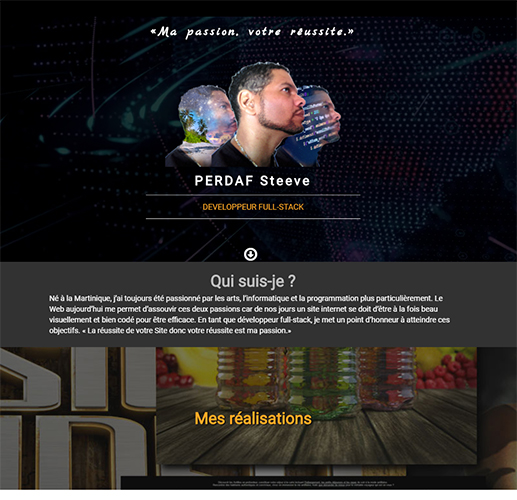 «Ma passion, votre réussite.»
PERDAF Steeve
DEVELOPPEUR FULL-STACK
Qui suis-je ?
Né à la Martinique, j'ai toujours été passionné par les arts, l'informatique et la programmation plus particulièrement. Le
Web aujourd'hui me permet d'assouvir ces deux passions car de nos jours un site internet se doit d'être à la fois beau
visuellement et bien codé pour être efficace. En tant que développeur full-stack, je met un point d'honneur à atteindre ces
objectifs. « La réussite de votre Site donc votre réussite est ma passion.»
Mes réalisations